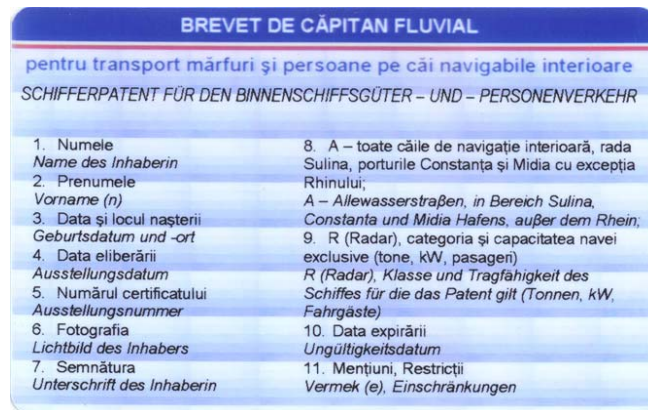 BREVET DE CĂPITAN FLUVIAL
pentru transport mărfuri şi persoane pe căi navigabile interioare
SCHIFFERPATENT FÜR DEN BINNENSCHIFFSGÜTER – UND – PERSONENVERKEHR
1. Numele
Name des Inhaberin
2. Prenumele
Vorname (n)
3. Data şi locul naşterii
Geburtsdatum und -ort
4. Data eliberării
Ausstellungsdatum
5. Numărul certificatului
Ausstellungsnummer
6. Fotografia
Lichtbild des Inhabers
7. Semnătura
Unterschrift des Inhaberin
8. A – toate căile de navigaţie interioară, rada
Sulina, porturile Constanţa şi Midia cu excepţia
Rhinului;
A – Allewasserstraβen, in Bereich Sulina,
Constanta und Midia Hafens, auβer dem Rhein;
9. R (Radar), categoria şi capacitatea navei
exclusive (tone, kW, pasageri)
R (Radar), Klasse und Tragfähigkeit des
Schiffes für die das Patent gilt (Tonnen, kW,
Fahrgäste)
10. Data expirării
Ungültigkeitsdatum
11. Menţiuni, Restricţii
Vermek (e), Einschränkungen